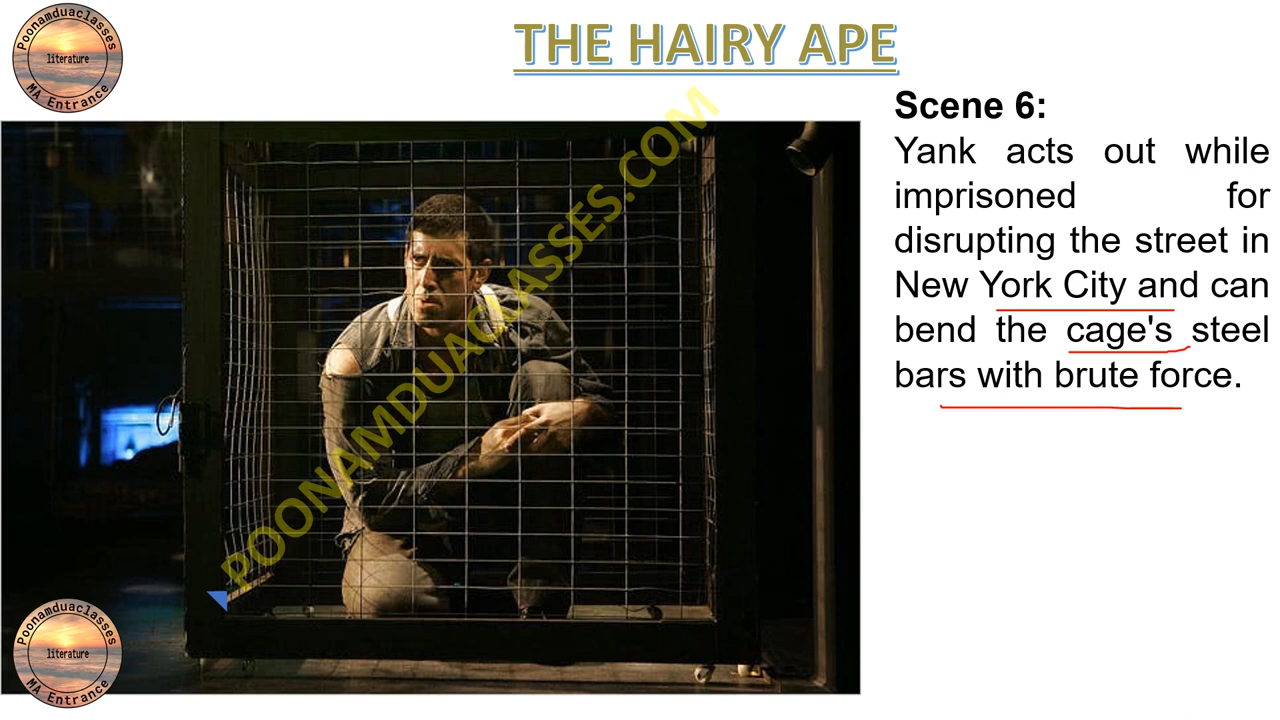 Poonamduaclasses
literature
MA Entrance
THE HAIRY APE
Scene 6:
Yank acts out while
imprisoned for
disrupting the street in
New York City and can
bend the cage's steel
bars with brute force.
POONAMDUACLASSES.COM
Poonamduaclasses
literature
MA Entrance